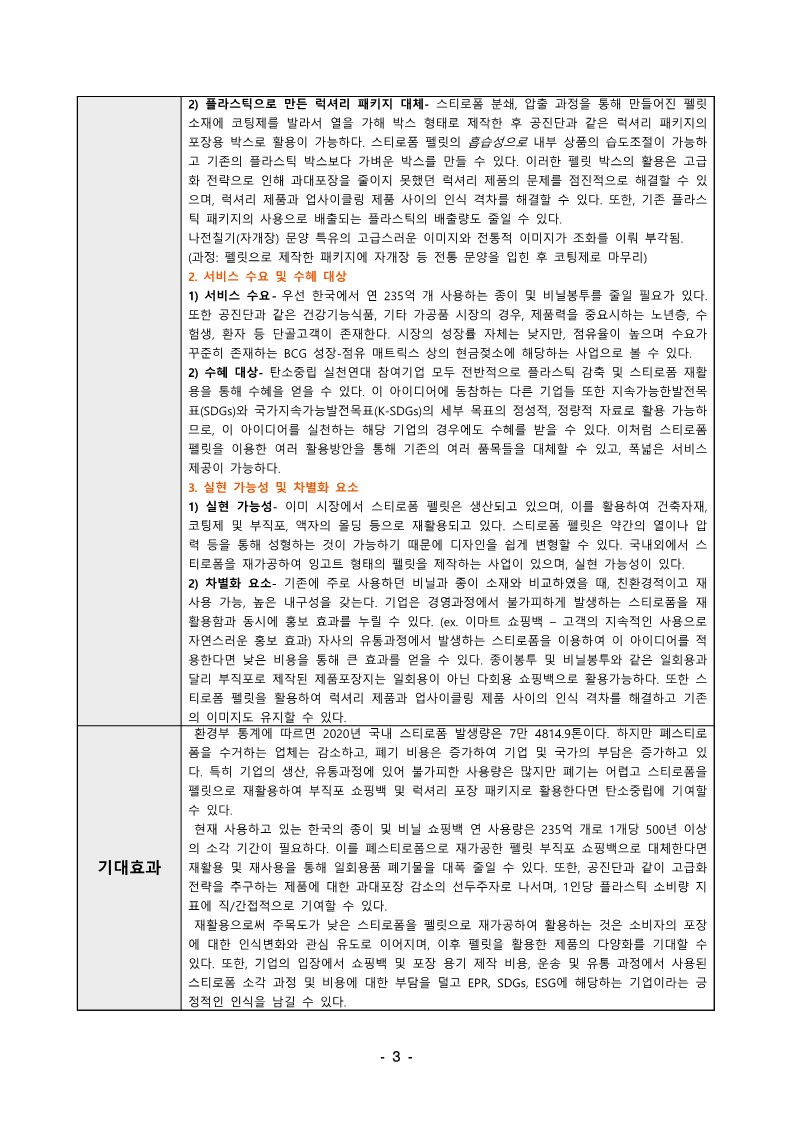 2) 플라스틱으로 만든 럭셔리 패키지 대체- 스티로폼 분쇄, 압출 과정을 통해 만들어진 펠릿
소재에 코팅제를 발라서 열을 가해 박스 형태로 제작한 후 공진단과 같은 럭셔리 패키지의
포장용 박스로 활용이 가능하다. 스티로폼 펠릿의 흡습성으로 내부 상품의 습도조절이 가능하
고 기존의 플라스틱 박스보다 가벼운 박스를 만들 수 있다. 이러한 펠릿 박스의 활용은 고급
화 전략으로 인해 과대포장을 줄이지 못했던 럭셔리 제품의 문제를 점진적으로 해결할 수 있
으며, 럭셔리 제품과 업사이클링 제품 사이의 인식 격차를 해결할 수 있다. 또한, 기존 플라스
틱 패키지의 사용으로 배출되는 플라스틱의 배출량도 줄일 수 있다.
나전칠기(자개장) 문양 특유의 고급스러운 이미지와 전통적 이미지가 조화를 이뤄 부각됨.
(과정: 펠릿으로 제작한 패키지에 자개장 등 전통 문양을 입힌 후 코팅제로 마무리)
2. 서비스 수요 및 수혜 대상
1) 서비스 수요- 우선 한국에서 연 235억 개 사용하는 종이 및 비닐봉투를 줄일 필요가 있다.
또한 공진단과 같은 건강기능식품, 기타 가공품 시장의 경우, 제품력을 중요시하는 노년층, 수
험생, 환자 등 단골고객이 존재한다. 시장의 성장률 자체는 낮지만, 점유율이 높으며 수요가
꾸준히 존재하는 BCG 성장-점유 매트릭스 상의 현금젖소에 해당하는 사업으로 볼 수 있다.
2) 수혜 대상- 탄소중립 실천연대 참여기업 모두 전반적으로 플라스틱 감축 및 스티로폼 재활
용을 통해 수혜을 얻을 수 있다. 이 아이디어에 동참하는 다른 기업들 또한 지속가능한발전목
표(SDGs)와 국가지속가능발전목표(K-SDGs)의 세부 목표의 정성적, 정량적 자료로 활용 가능하
므로, 이 아이디어를 실천하는 해당 기업의 경우에도 수혜를 받을 수 있다. 이처럼 스티로폼
펠릿을 이용한 여러 활용방안을 통해 기존의 여러 품목들을 대체할 수 있고, 폭넓은 서비스
제공이 가능하다.
3. 실현 가능성 및 차별화 요소
1) 실현 가능성- 이미 시장에서 스티로폼 펠릿은 생산되고 있으며, 이를 활용하여 건축자재,
코팅제 및 부직포, 액자의 몰딩 등으로 재활용되고 있다. 스티로폼 펠릿은 약간의 열이나 압
력 등을 통해 성형하는 것이 가능하기 때문에 디자인을 쉽게 변형할 수 있다. 국내외에서 스
티로폼을 재가공하여 잉고트 형태의 펠릿을 제작하는 사업이 있으며, 실현 가능성이 있다.
2) 차별화 요소- 기존에 주로 사용하던 비닐과 종이 소재와 비교하였을 때, 친환경적이고 재
사용 가능, 높은 내구성을 갖는다. 기업은 경영과정에서 불가피하게 발생하는 스티로폼을 재
활용함과 동시에 홍보 효과를 누릴 수 있다. (ex. 이마트 쇼핑백 – 고객의 지속적인 사용으로
자연스러운 홍보 효과) 자사의 유통과정에서 발생하는 스티로폼을 이용하여 이 아이디어를 적
용한다면 낮은 비용을 통해 큰 효과를 얻을 수 있다. 종이봉투 및 비닐봉투와 같은 일회용과
달리 부직포로 제작된 제품포장지는 일회용이 아닌 다회용 쇼핑백으로 활용가능하다. 또한 스
티로폼 펠릿을 활용하여 럭셔리 제품과 업사이클링 제품 사이의 인식 격차를 해결하고 기존
의 이미지도 유지할 수 있다.
기대효과
환경부 통계에 따르면 2020년 국내 스티로폼 발생량은 7만 4814.9톤이다. 하지만 폐스티로
폼을 수거하는 업체는 감소하고, 폐기 비용은 증가하여 기업 및 국가의 부담은 증가하고 있
다. 특히 기업의 생산, 유통과정에 있어 불가피한 사용량은 많지만 폐기는 어렵고 스티로폼을
펠릿으로 재활용하여 부직포 쇼핑백 및 럭셔리 포장 패키지로 활용한다면 탄소중립에 기여할
수 있다.
현재 사용하고 있는 한국의 종이 및 비닐 쇼핑백 연 사용량은 235억 개로 1개당 500년 이상
의 소각 기간이 필요하다. 이를 폐스티로폼으로 재가공한 펠릿 부직포 쇼핑백으로 대체한다면
재활용 및 재사용을 통해 일회용품 폐기물을 대폭 줄일 수 있다. 또한, 공진단과 같이 고급화
전략을 추구하는 제품에 대한 과대포장 감소의 선두주자로 나서며, 1인당 플라스틱 소비량 지
표에 직/간접적으로 기여할 수 있다.
재활용으로써 주목도가 낮은 스티로폼을 펠릿으로 재가공하여 활용하는 것은 소비자의 포장
에 대한 인식변화와 관심 유도로 이어지며, 이후 펠릿을 활용한 제품의 다양화를 기대할 수
있다. 또한, 기업의 입장에서 쇼핑백 및 포장 용기 제작 비용, 운송 및 유통 과정에서 사용된
스티로폼 소각 과정 및 비용에 대한 부담을 덜고 EPR, SDGs, ESG에 해당하는 기업이라는 긍
정적인 인식을 남길 수 있다.
- 3 -